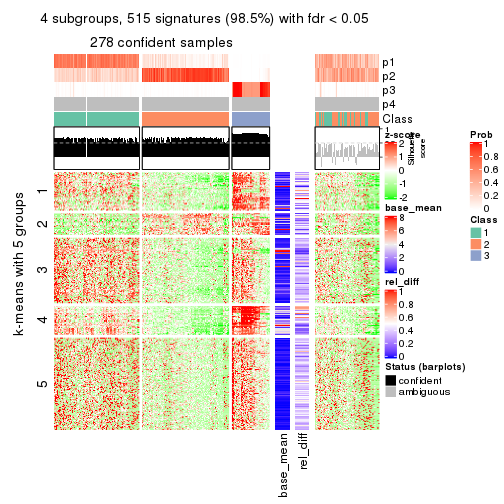 4 subgroups, 515 signatures (98.5%) with fdr < 0.05
278 confident samples
p1
p2
p3
p4
Class
1
Silhouette
score
k-means with 5 groups
1
2
3
4
5
base_mean
rel_diff
z-score
2
1
0
-1
-2
base_mean
8
6
4
2
0
rel_diff
1
0.8
0.6
0.4
0.2
0
Status (barplots)
confident
ambiguous
Prob
1
0.8
0.6
0.4
0.2
0
Class
1
2
3